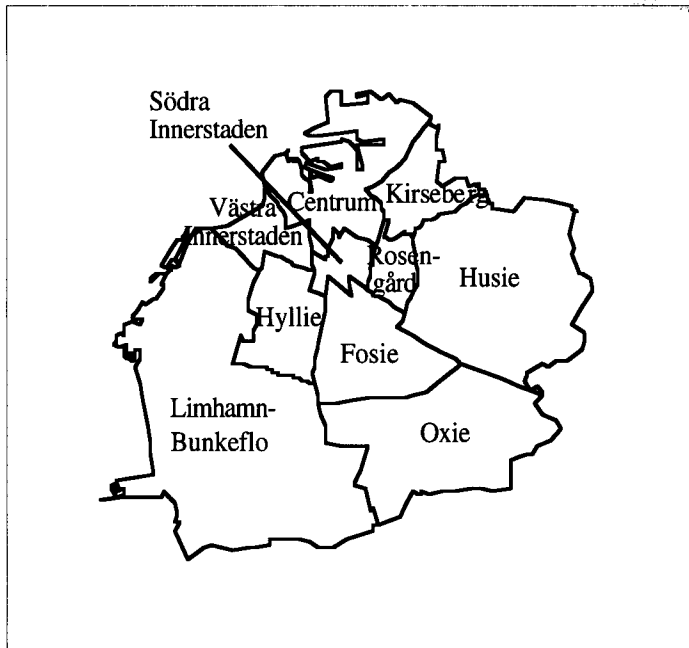 Södra
Innerstaden
Centrum
Kirseberg
Västra
Innerstaden
Rosen-
gård
Husie
Hyllie
Fosie
Limhamn-
Bunkeflo
Oxie